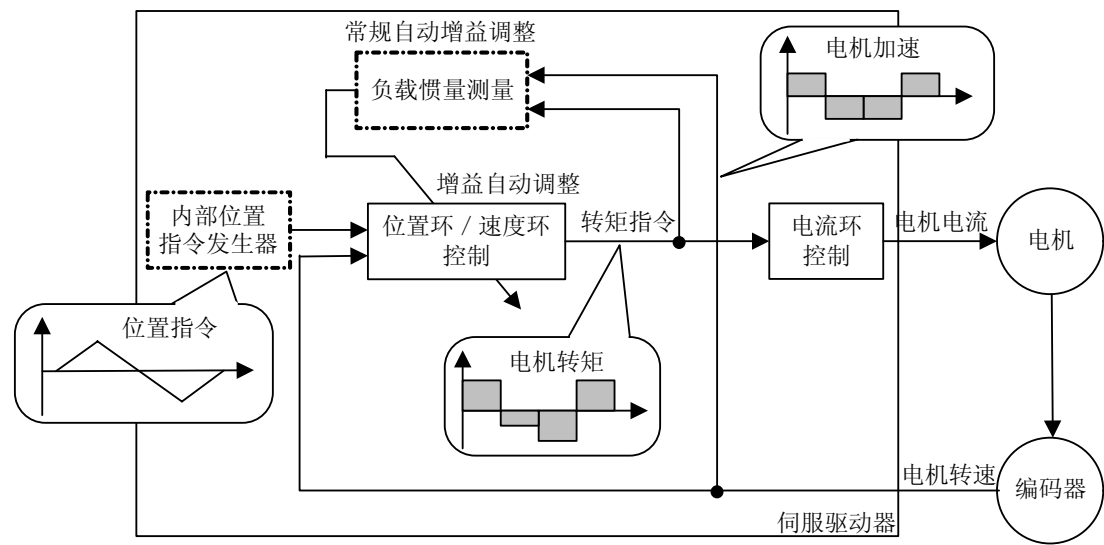 常规自动增益调整
负载惯量测量
电机加速
增益自动调整
内部位置
指令发生器
位置环／速度环
控制
转矩指令
电流环
控制
电机电流
电机
位置指令
电机转矩
电机转速
编码器
伺服驱动器